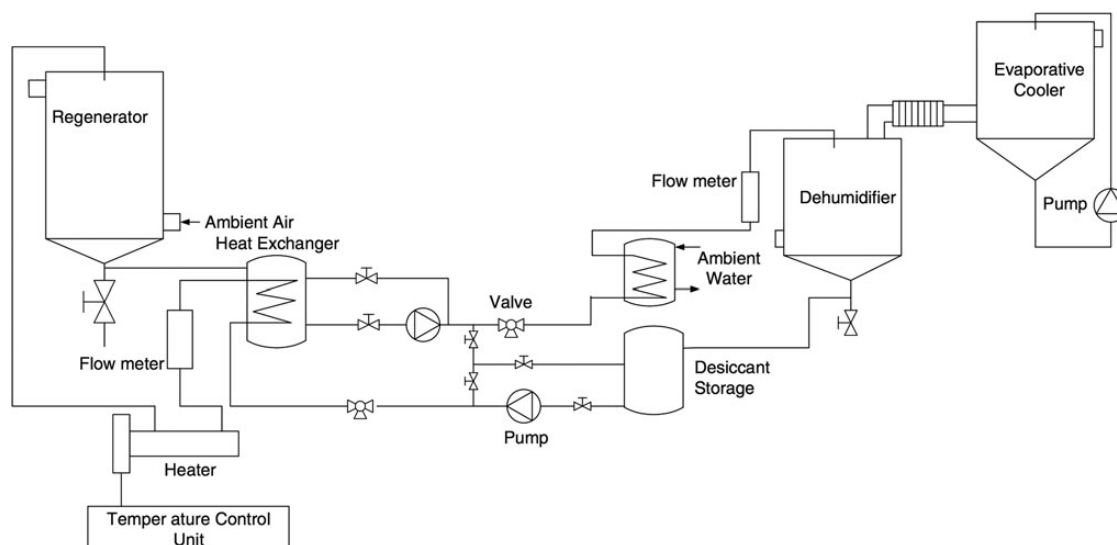 Evaporative
Cooler
Regenerator
Flow meter
Dehumidifier
Pump
Ambient Air
Heat Exchanger
Ambient
Water
Valve
Flow meter
Desiccant
Storage
Pump
Heater
Temper ature Control
Unit